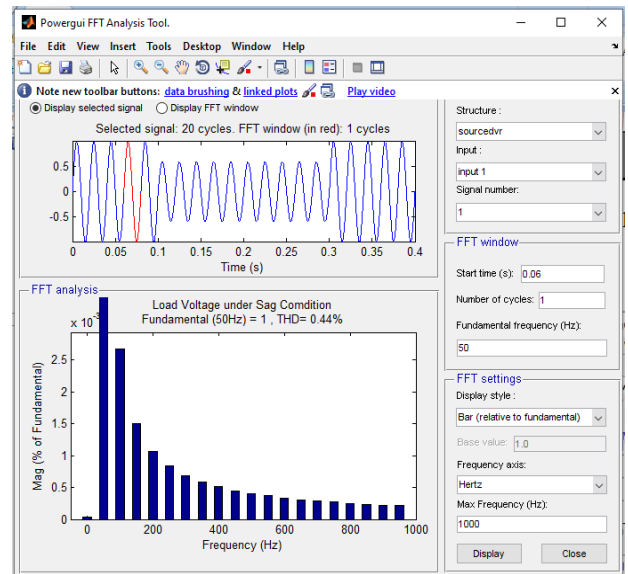 Powergui FFT Analysis Tool.
File Edit View Insert Tools Desktop Window Help
Note new toolbar buttons: data brushing & linked plots Play video
Display selected signal Display FFT window
Selected signal: 20 cycles. FFT window (in red): 1 cycles
0.5
0
-0.5
0 0.05 0.1 0.15 0.2 0.25 0.3 0.35 0.4
Time (s)
FFT analysis
Load Voltage under Sag Comdition
Fundamental (50Hz) = 1 , THD= 0.44%
x 10
2.5
2
1.5
1
0.5
0
Mag (% of Fundamental)
0 200 400 600 800 1000
Frequency (Hz)
Structure :
sourcedvr
Input :
input 1
Signal number:
1
FFT window
Start time (s): 0.06
Number of cycles: 1
Fundamental frequency (Hz):
50
FFT settings
Display style :
Bar (relative to fundamental)
Base value: 1.0
Frequency axis:
Hertz
Max Frequency (Hz):
1000
Display Close